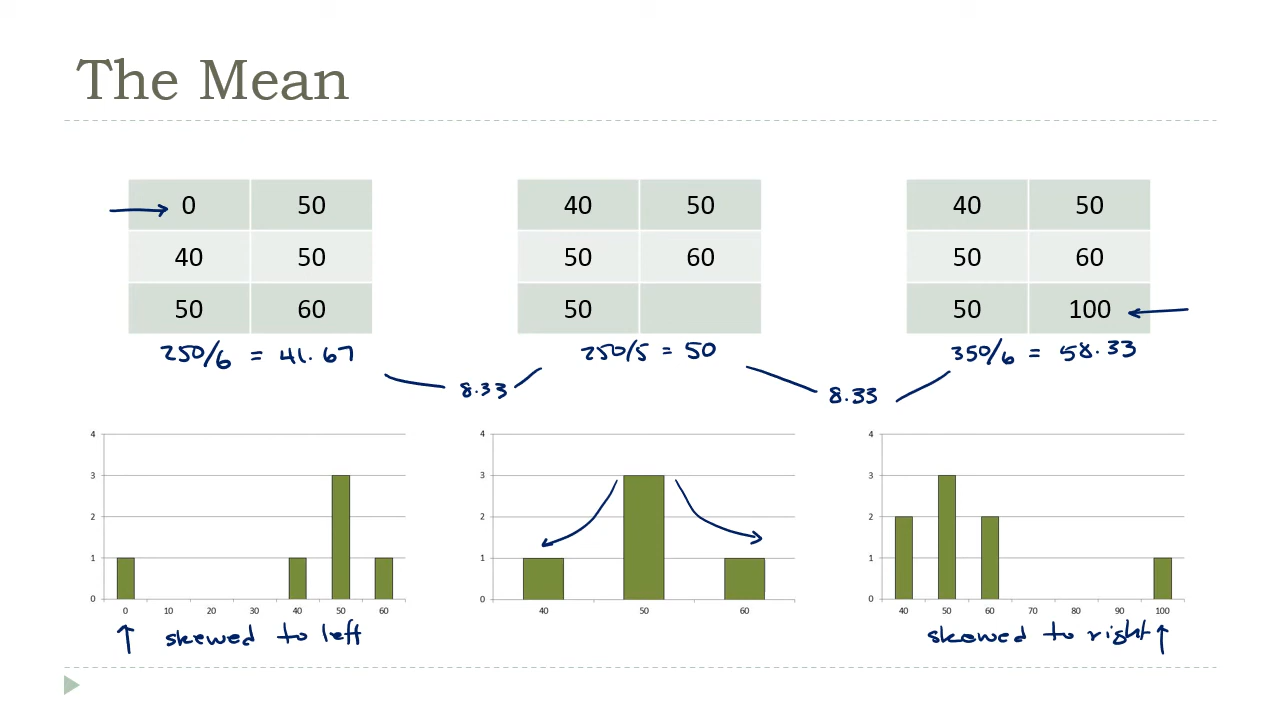 The Mean
0 50
40 50
50 60
40 50
50 60
50
40 50
50 60
50 100
250/6 = 41.67
250/5 = 50
350/6 = 58.33
8.33
8.33
4
3
2
1
0
0 10 20 30 40 50 60
4
3
2
1
0
40 50 60
4
3
2
1
0
40 50 60 70 80 90 100
skewed to left
skewed to right